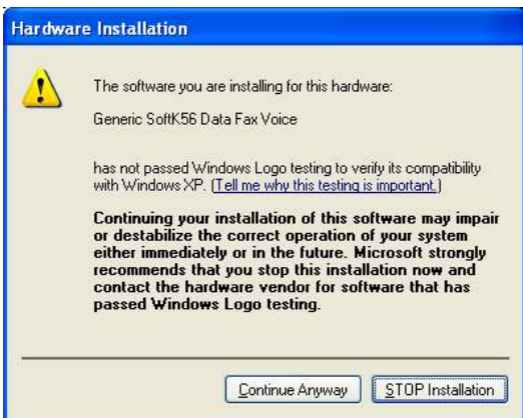 Hardware Installation
The software you are installing for this hardware:
Generic SoftK56 Data Fax Voice
has not passed Windows Logo testing to verify its compatibility
with Windows XP. (Tell me why this testing is important.)
Continuing your installation of this software may impair
or destabilize the correct operation of your system
either immediately or in the future. Microsoft strongly
recommends that you stop this installation now and
contact the hardware vendor for software that has
passed Windows Logo testing.
Continue Anyway STOP Installation